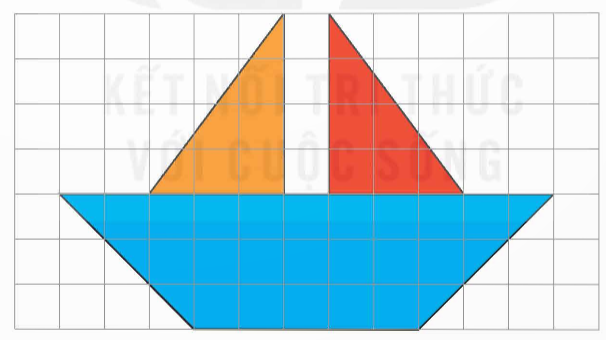 KẾT NỐI TRI THỨC
VỚI CUỘC SỐNG